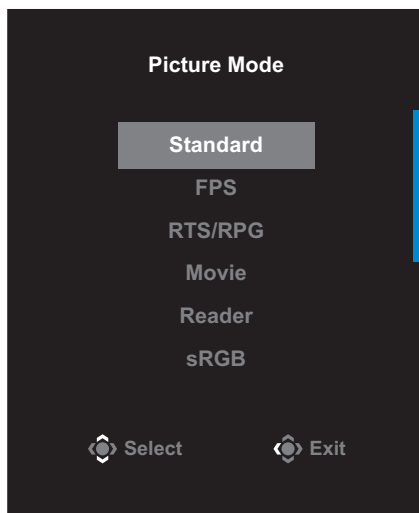 Picture Mode
Standard
FPS
RTS/RPG
Movie
Reader
sRGB
Select Exit